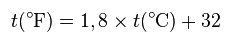 t(°F) = 1,8 × t(°C) + 32